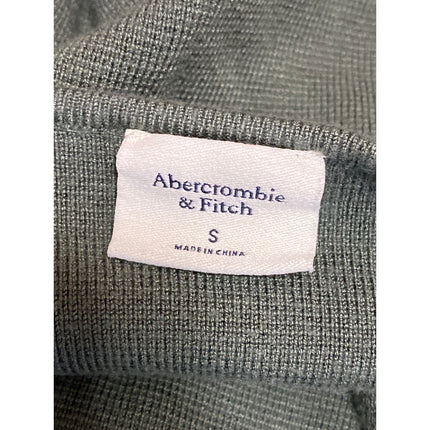 Abercrombie
& Fitch
S
MADE IN CHINA